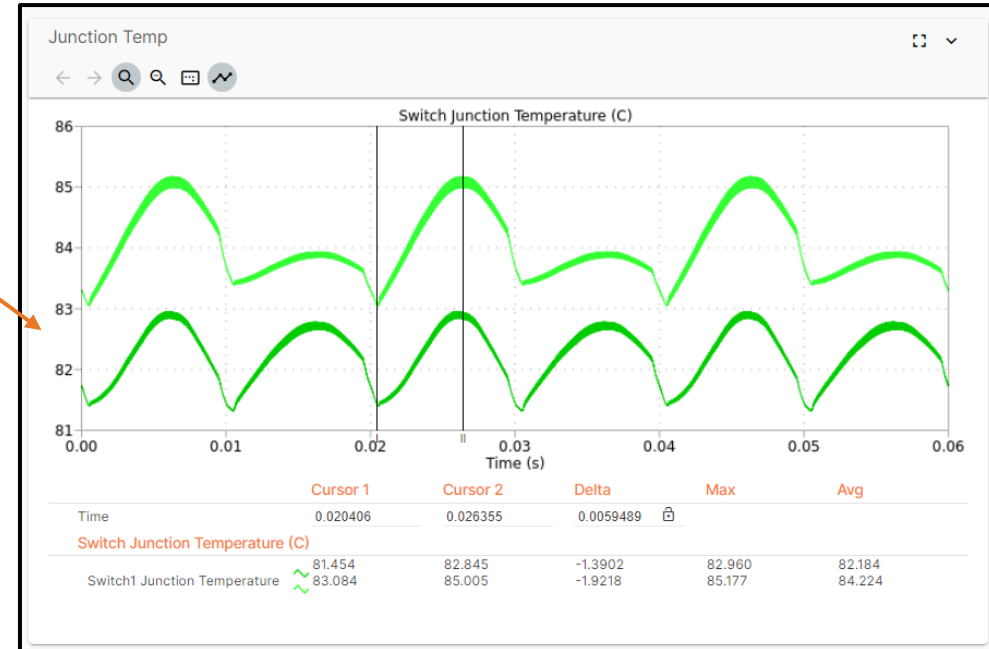 Junction Temp
Switch Junction Temperature (C)
86
85
84
83
82
81
0.00 0.01 0.02 0.03 0.04 0.05 0.06
I II
Time (s)
Cursor 1 Cursor 2 Delta Max Avg
Time 0.020406 0.026355 0.0059489
Switch Junction Temperature (C)
81.454 82.845 -1.3902 82.960 82.184
Switch1 Junction Temperature 83.084 85.005 -1.9218 85.177 84.224